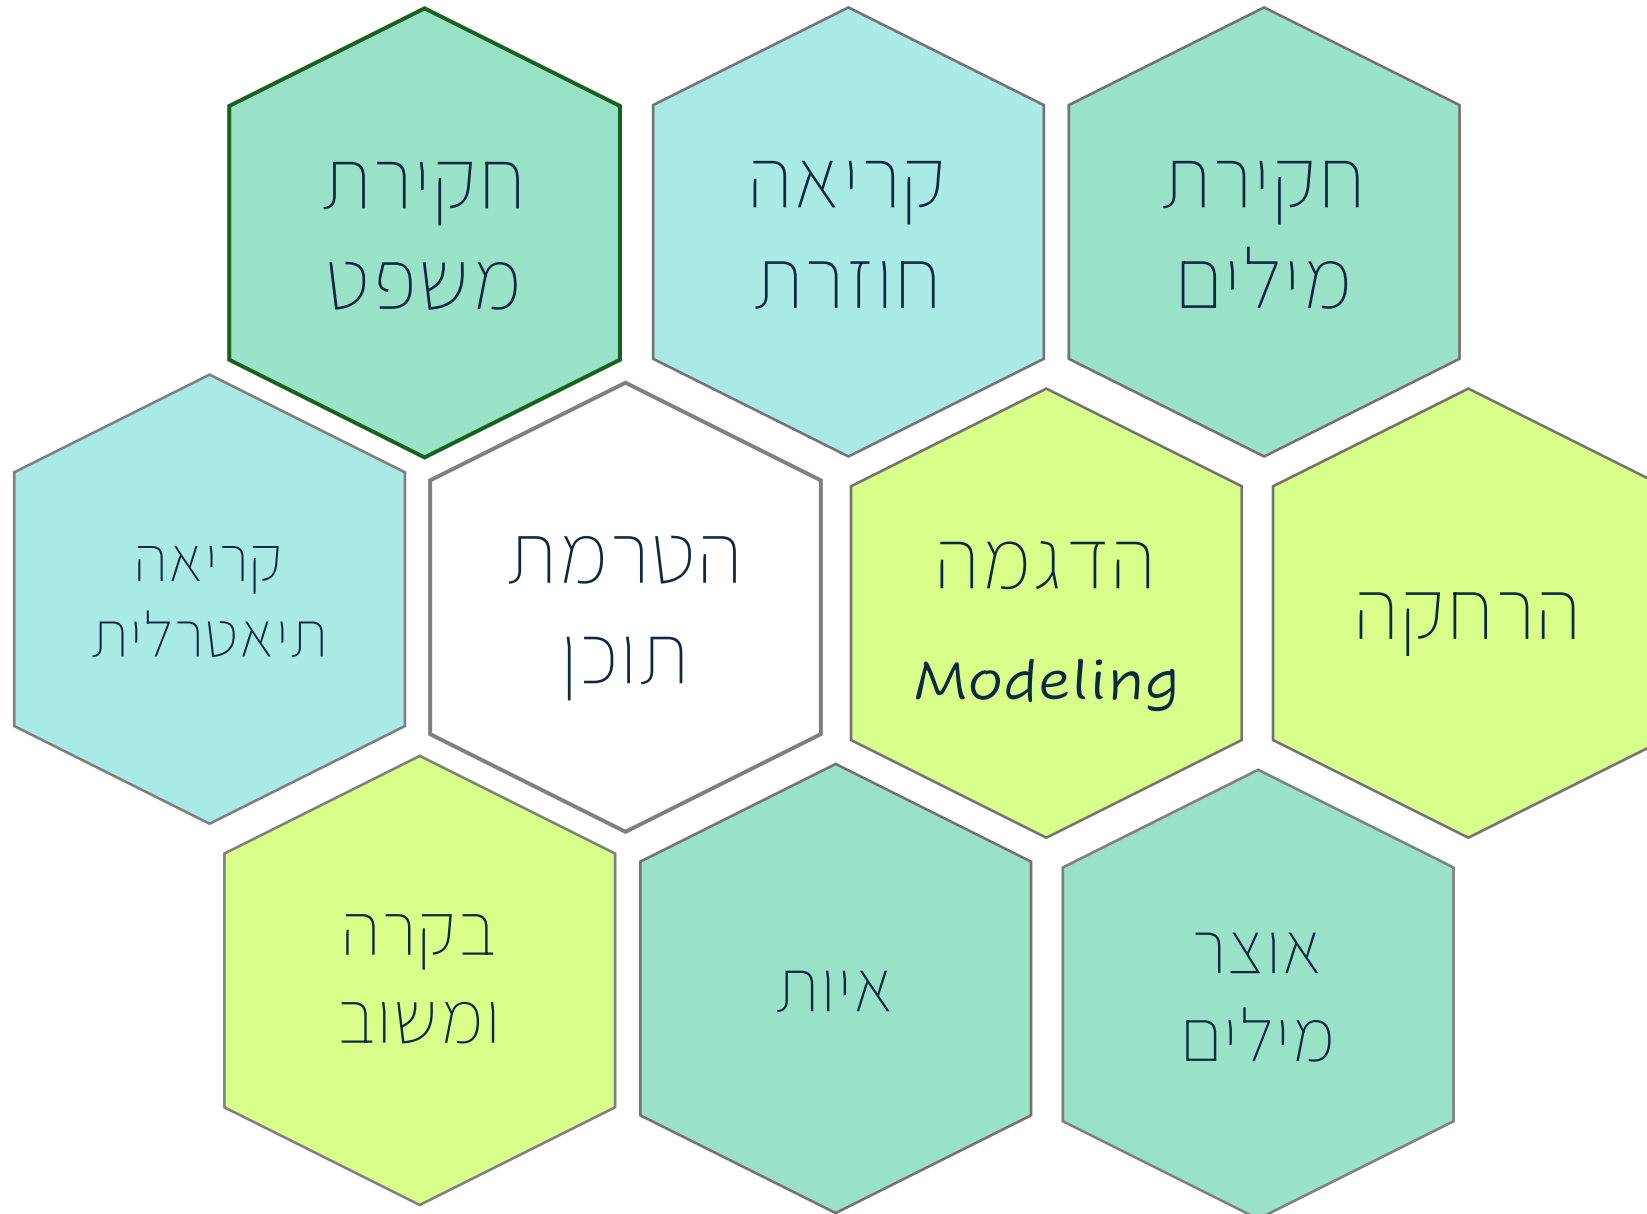 חקירת
מילים
קריאה
חוזרת
חקירת
משפט
הרחקה
הדגמה
Modeling
הטרמת
תוכן
קריאה
תיאטרלית
אוצר
מילים
איות
בקרה
ומשוב